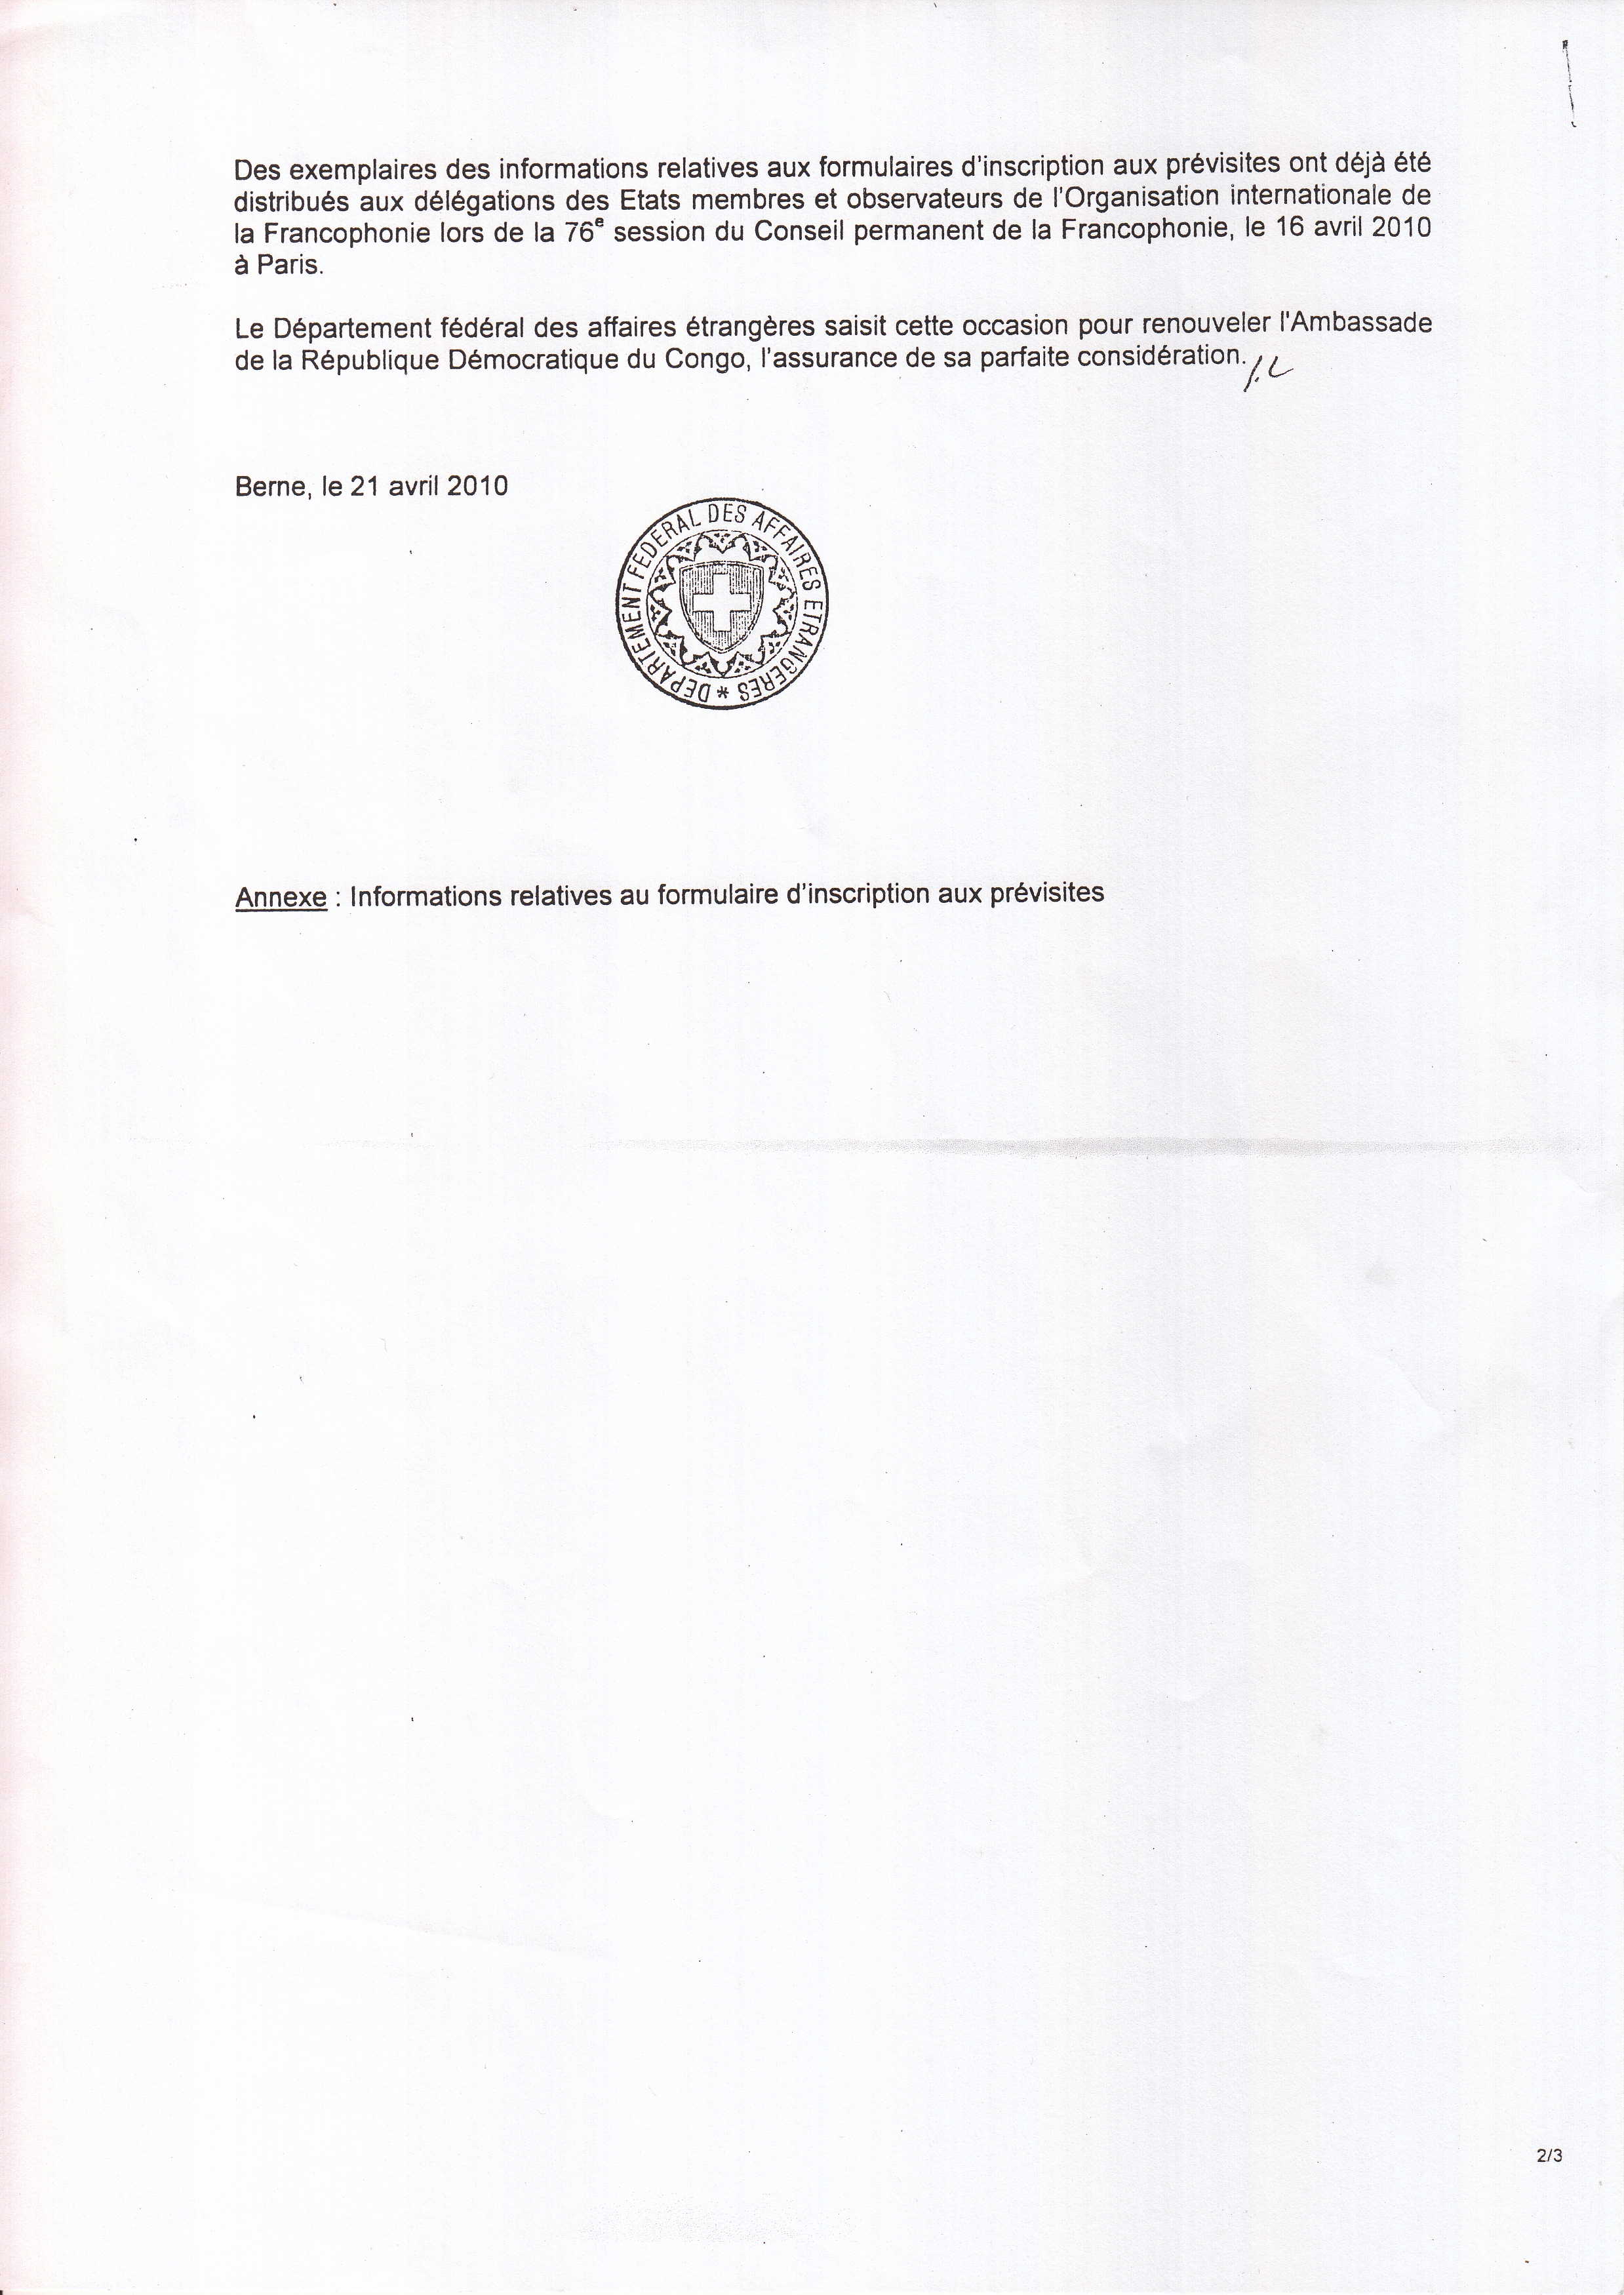 Des exemplaires des informations relatives aux formulaires d'inscription aux prévisites ont déjà été
distribués aux délégations des Etats membres et observateurs de l'Organisation internationale de
la Francophonie lors de la 76e session du Conseil permanent de la Francophonie, le 16 avril 2010
à Paris.
Le Département fédéral des affaires étrangères saisit cette occasion pour renouveler l'Ambassade
de la République Démocratique du Congo, l'assurance de sa parfaite considération.
Berne, le 21 avril 2010
DEPARTEMENT FEDERAL DES AFFAIRES ETRANGERES *
Annexe : Informations relatives au formulaire d'inscription aux prévisites
2/3